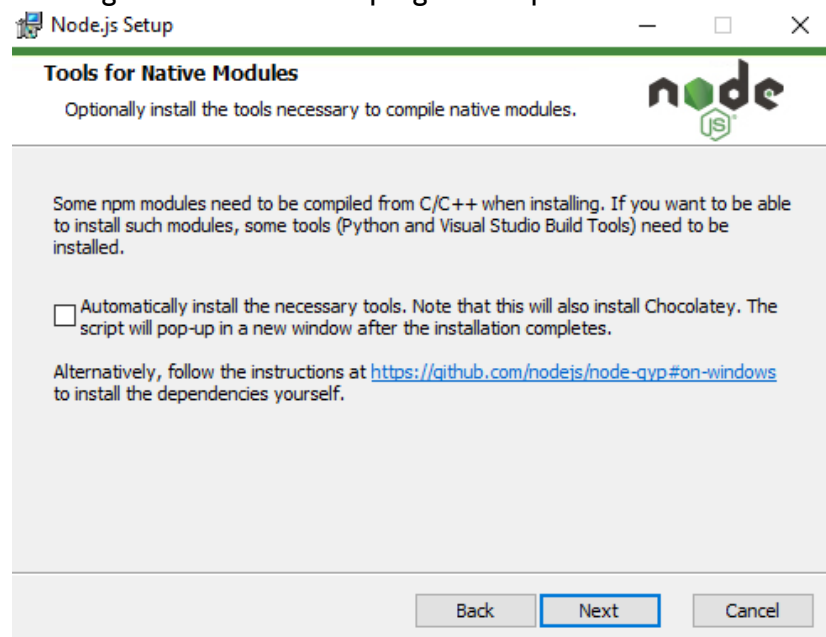 Node.js Setup
Tools for Native Modules
Optionally install the tools necessary to compile native modules.
node
JS
Some npm modules need to be compiled from C/C++ when installing. If you want to be able
to install such modules, some tools (Python and Visual Studio Build Tools) need to be
installed.
Automatically install the necessary tools. Note that this will also install Chocolatey. The
script will pop-up in a new window after the installation completes.
Alternatively, follow the instructions at https://github.com/nodejs/node-gyp#on-windows
to install the dependencies yourself.
Back Next Cancel